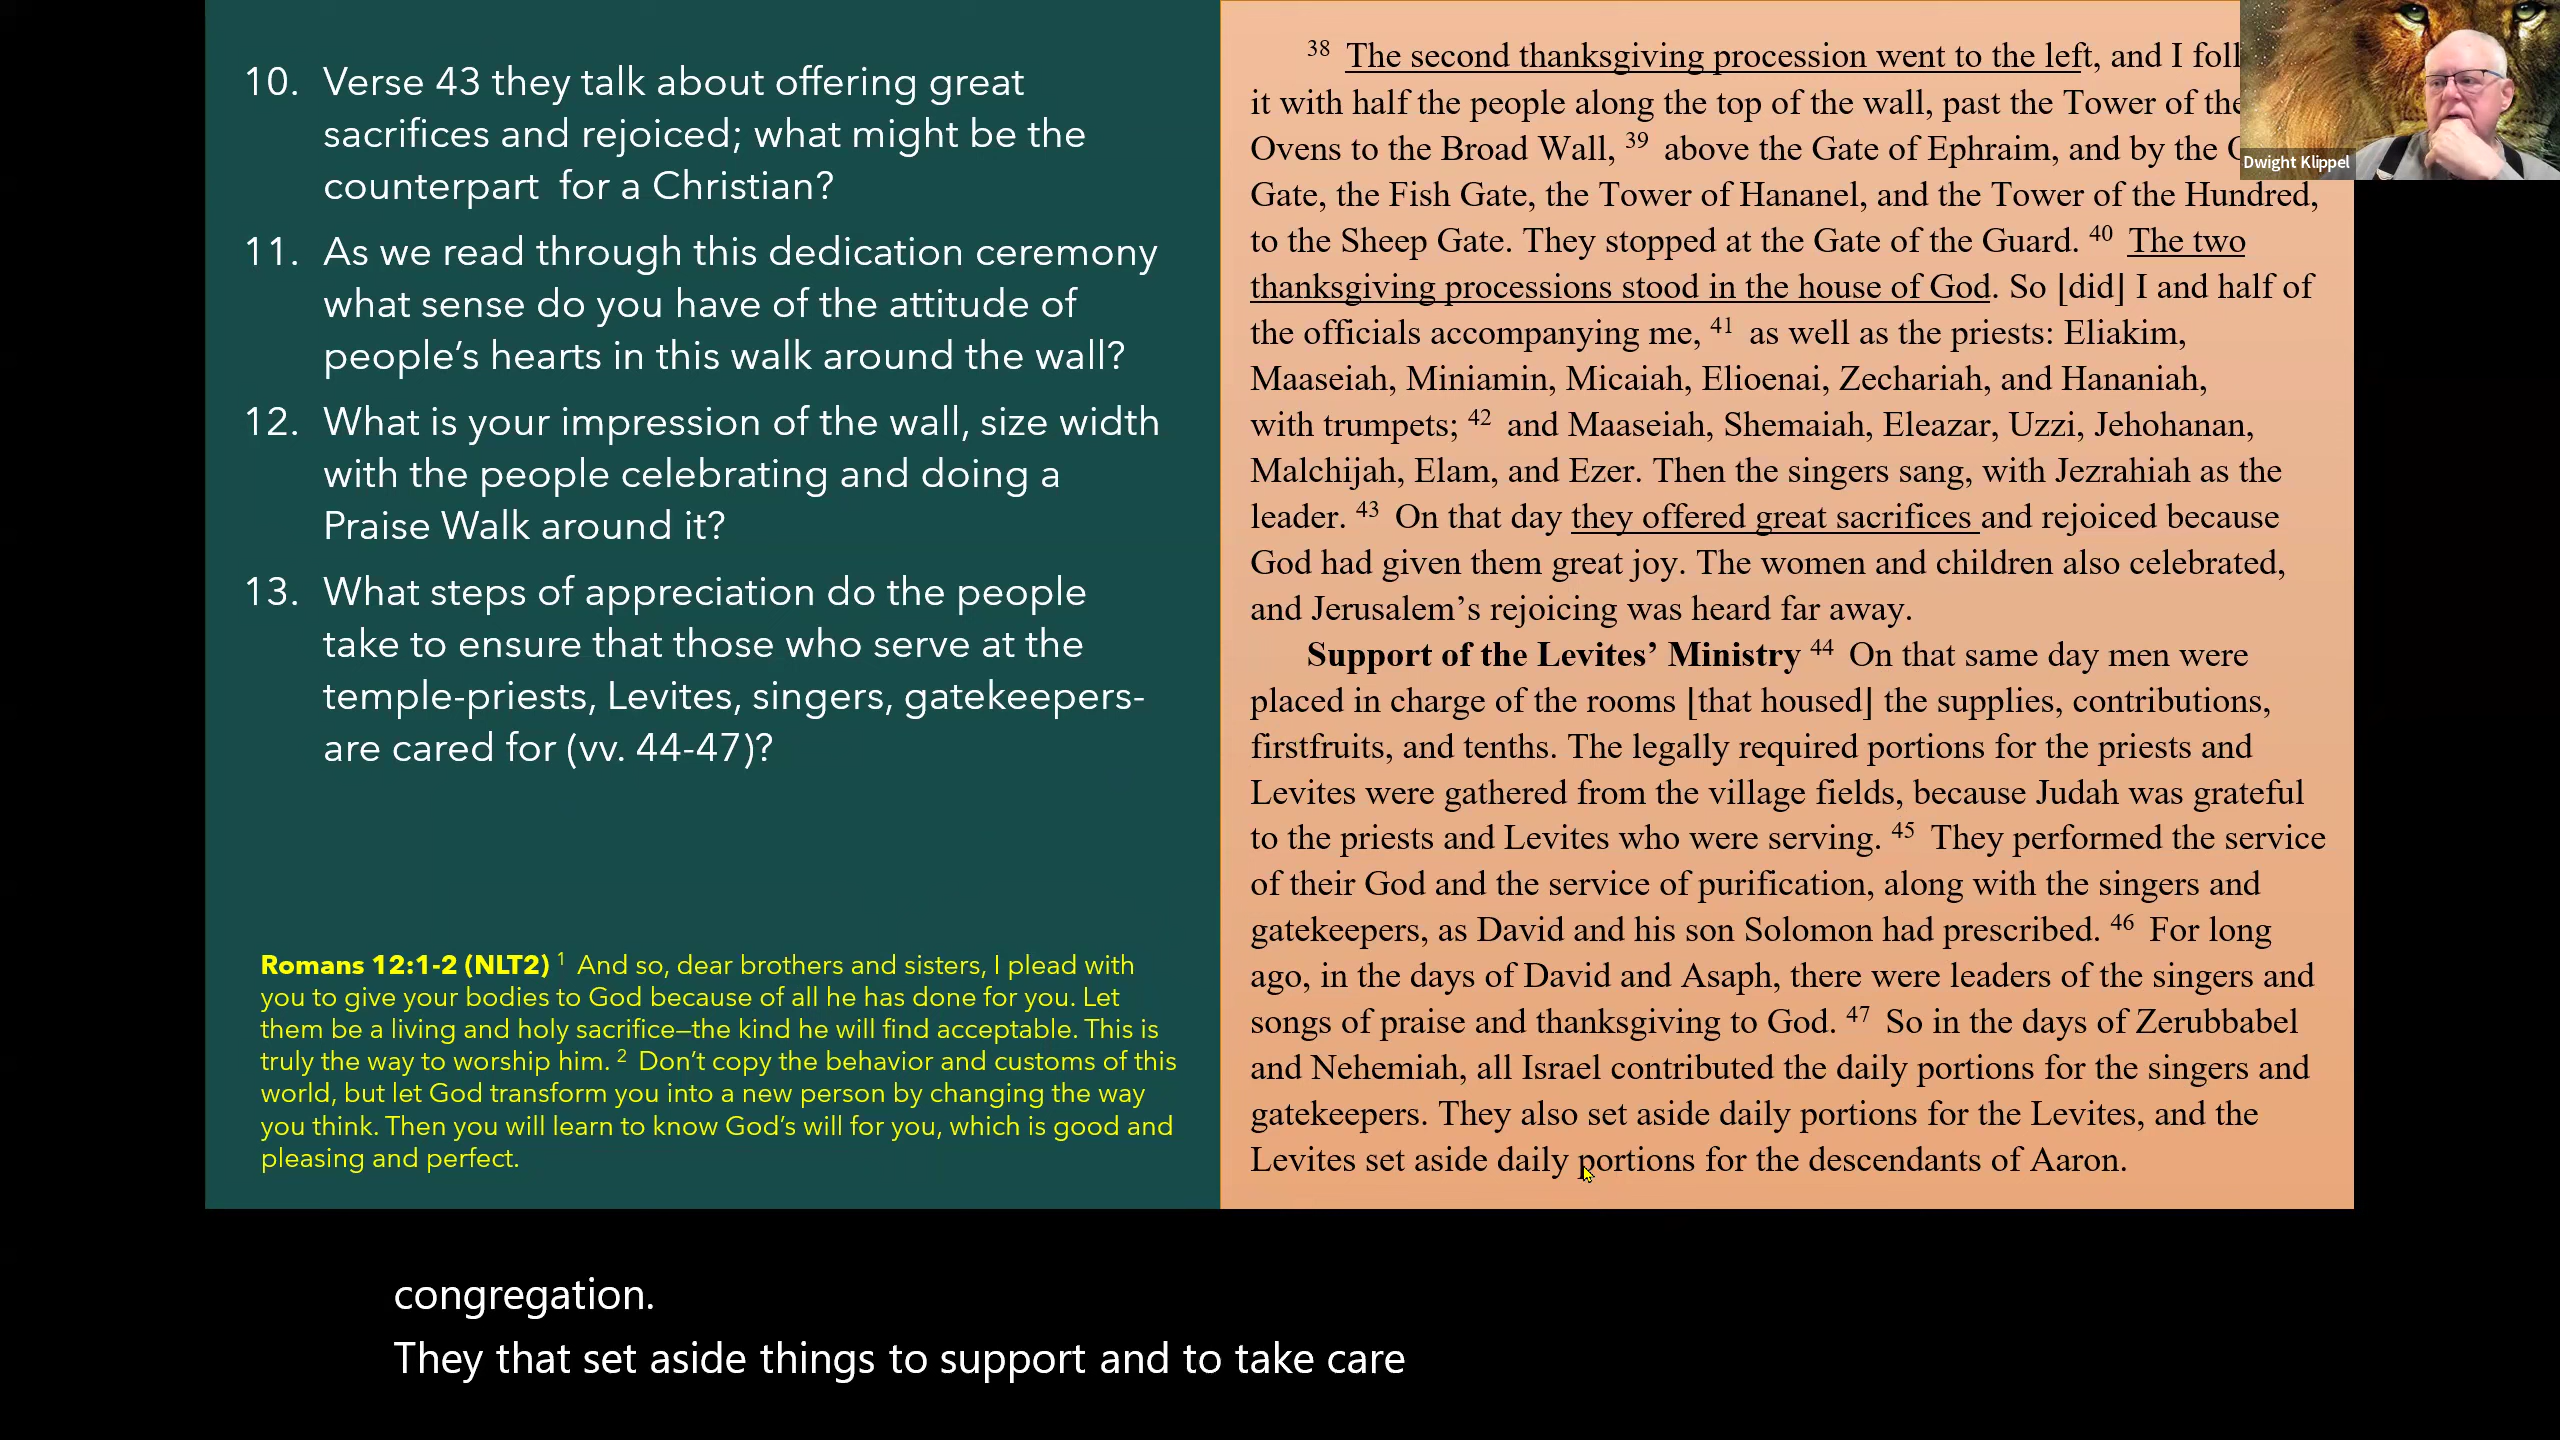 10. Verse 43 they talk about offering great
sacrifices and rejoiced; what might be the
counterpart  for a Christian?
11. As we read through this dedication ceremony
what sense do you have of the attitude of
people’s hearts in this walk around the wall?
12. What is your impression of the wall, size width
with the people celebrating and doing a
Praise Walk around it?
13. What steps of appreciation do the people
take to ensure that those who serve at the
temple-priests, Levites, singers, gatekeepers-
are cared for (vv. 44-47)?
Romans 12:1-2 (NLT2) 1 And so, dear brothers and sisters, I plead with
you to give your bodies to God because of all he has done for you. Let
them be a living and holy sacrifice—the kind he will find acceptable. This is
truly the way to worship him. 2 Don’t copy the behavior and customs of this
world, but let God transform you into a new person by changing the way
you think. Then you will learn to know God’s will for you, which is good and
pleasing and perfect.
38 The second thanksgiving procession went to the left, and I
it with half the people along the top of the wall, past the Tower of the
Ovens to the Broad Wall, 39 above the Gate of Ephraim, and by the
Gate, the Fish Gate, the Tower of Hananel, and the Tower of the Hundred,
to the Sheep Gate. They stopped at the Gate of the Guard. 40 The two
thanksgiving processions stood in the house of God. So [did] I and half of
the officials accompanying me, 41 as well as the priests: Eliakim,
Maaseiah, Miniamin, Micaiah, Elioenai, Zechariah, and Hananiah,
with trumpets; 42 and Maaseiah, Shemaiah, Eleazar, Uzzi, Jehohanan,
Malchijah, Elam, and Ezer. Then the singers sang, with Jezrahiah as the
leader. 43 On that day they offered great sacrifices and rejoiced because
God had given them great joy. The women and children also celebrated,
and Jerusalem’s rejoicing was heard far away.
Support of the Levites’ Ministry 44 On that same day men were
placed in charge of the rooms [that housed] the supplies, contributions,
firstfruits, and tenths. The legally required portions for the priests and
Levites were gathered from the village fields, because Judah was grateful
to the priests and Levites who were serving. 45 They performed the service
of their God and the service of purification, along with the singers and
gatekeepers, as David and his son Solomon had prescribed. 46 For long
ago, in the days of David and Asaph, there were leaders of the singers and
songs of praise and thanksgiving to God. 47 So in the days of Zerubbabel
and Nehemiah, all Israel contributed the daily portions for the singers and
gatekeepers. They also set aside daily portions for the Levites, and the
Levites set aside daily portions for the descendants of Aaron.
Dwight Klippel
congregation.
They that set aside things to support and to take care